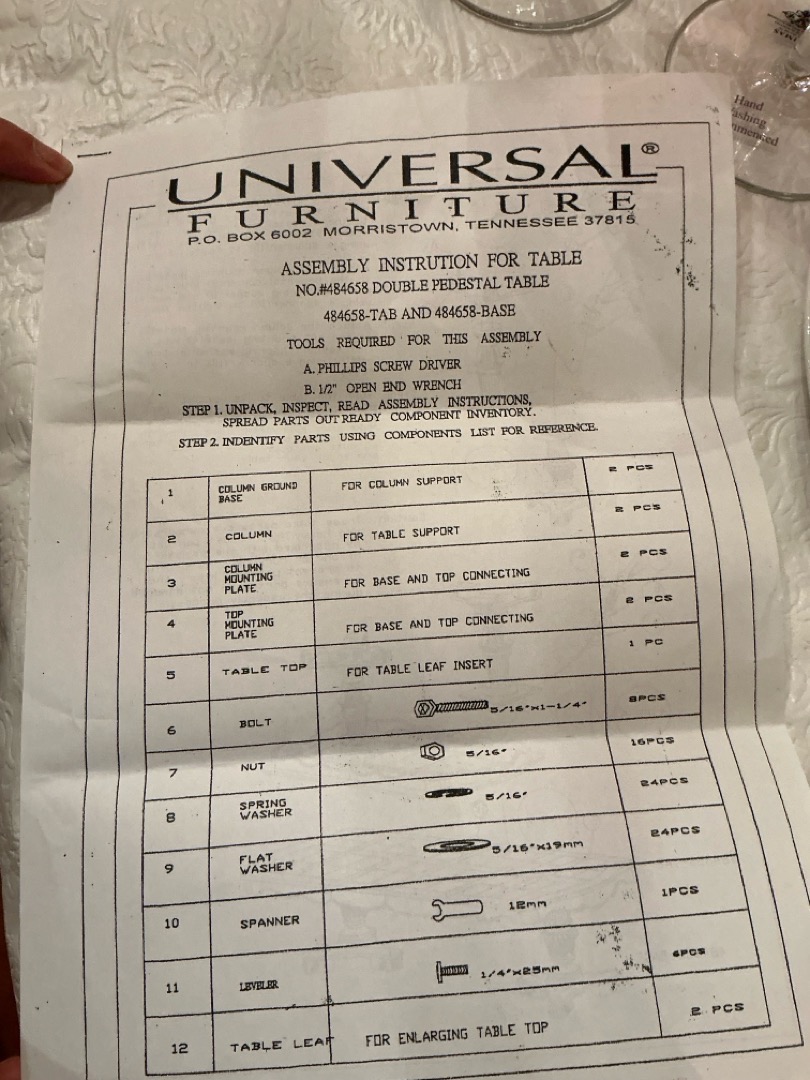 Hand
UNIVERSAL®
FURNITURE
P.O. BOX 6002 MORRISTOWN, TENNESSEE 37815
ASSEMBLY INSTRUTION FOR TABLE
NO.#484658 DOUBLE PEDESTAL TABLE
484658-TAB AND 484658-BASE
TOOLS REQUIRED FOR THIS ASSEMBLY
A. PHILLIPS SCREW DRIVER
B. 1/2" OPEN END WRENCH
STEP 1. UNPACK, INSPECT, READ ASSEMBLY INSTRUCTIONS,
SPREAD PARTS OUT READY COMPONENT INVENTORY.
STEP 2. INDENTIFY PARTS USING COMPONENTS LIST FOR REFERENCE.
1 COLUMN GROUND BASE FOR COLUMN SUPPORT 2 PCS
2 COLUMN FOR TABLE SUPPORT 2 PCS
3 COLUMN MOUNTING PLATE FOR BASE AND TOP CONNECTING 2 PCS
4 TOP MOUNTING PLATE FOR BASE AND TOP CONNECTING 2 PCS
5 TABLE TOP FOR TABLE LEAF INSERT 1 PC
6 BOLT 5/16"x1-1/4" 8PCS
7 NUT 5/16" 16PCS
8 SPRING WASHER 5/16" 24PCS
9 FLAT WASHER 5/16"x19mm 24PCS
10 SPANNER 12mm 1PCS
11 LEVELER 1/4"x25mm PCS
12 TABLE LEAF FOR ENLARGING TABLE TOP 2 PCS